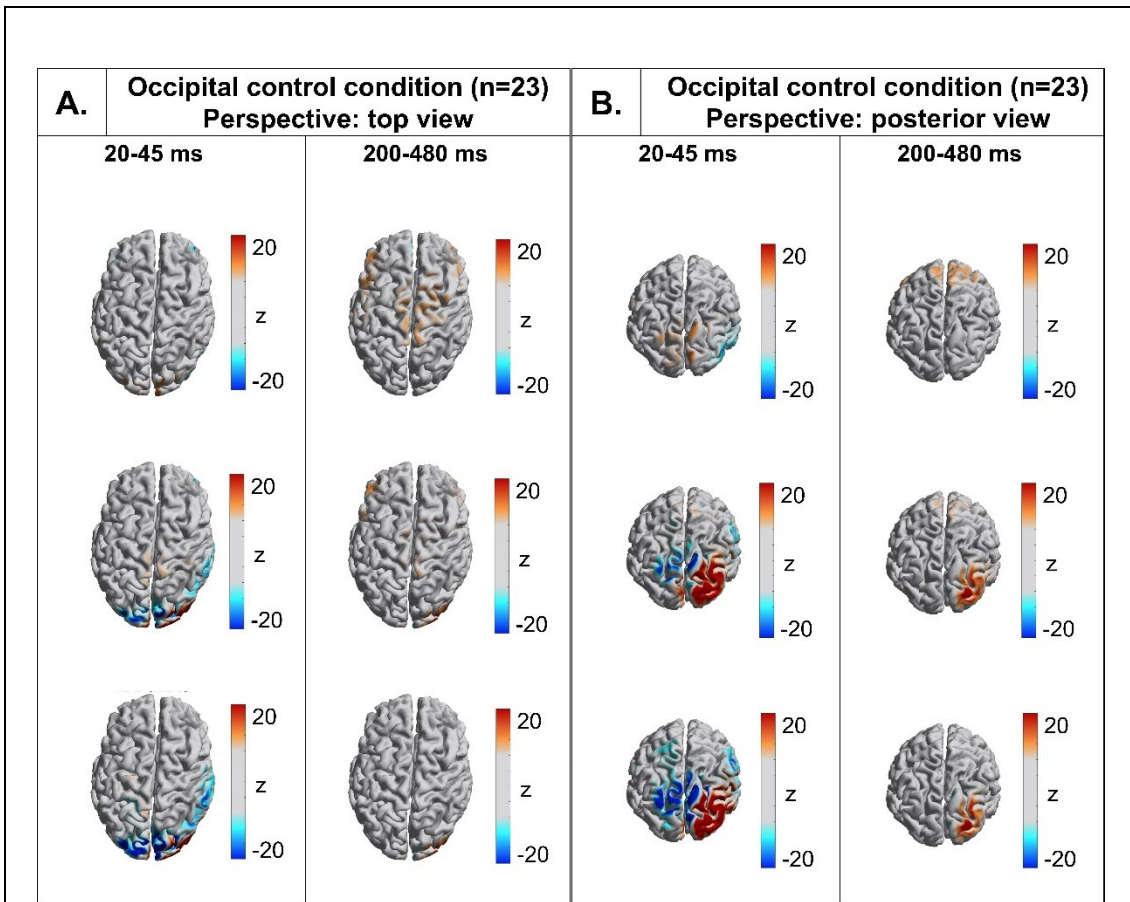 A.
Occipital control condition (n=23)
Perspective: top view
B.
Occipital control condition (n=23)
Perspective: posterior view
20-45 ms
200-480 ms
20-45 ms
200-480 ms
20
z
-20
20
z
-20
20
z
-20
20
z
-20
20
z
-20
20
z
-20
20
z
-20
20
z
-20
20
z
-20
20
z
-20
20
z
-20
20
z
-20